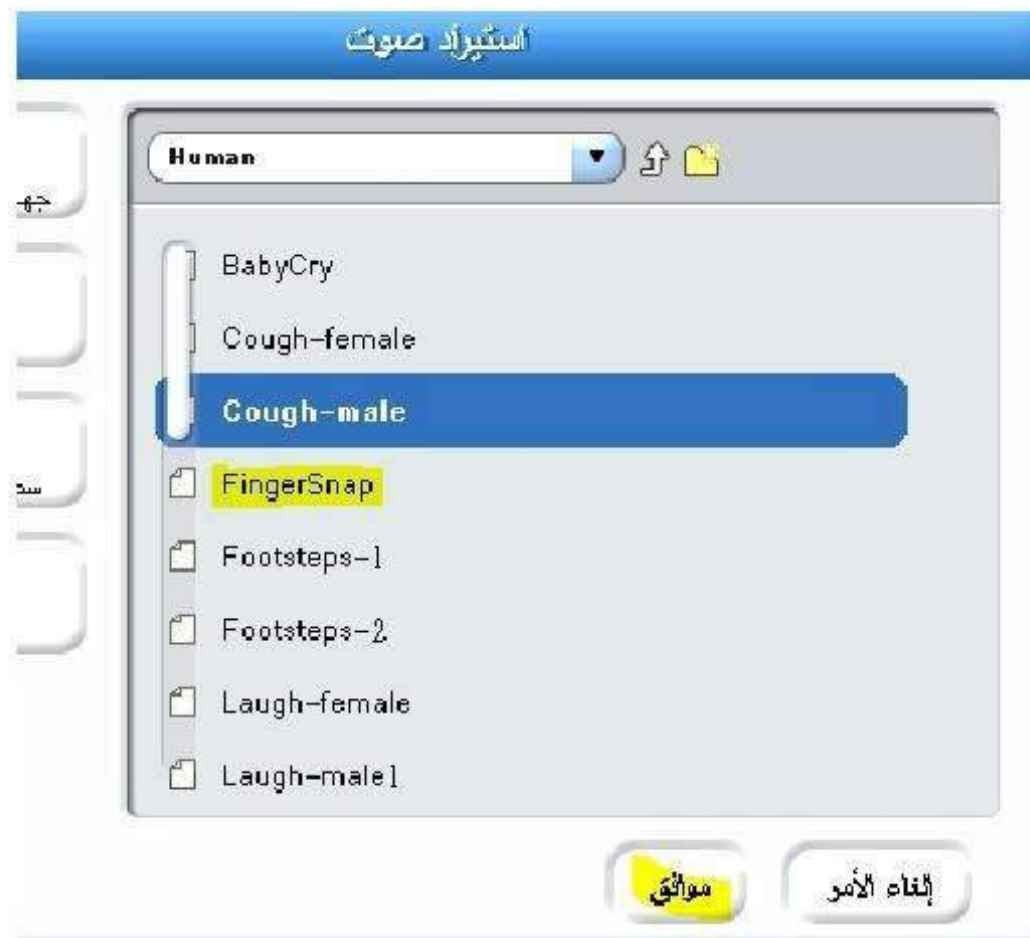 استيراد صوت
Human
BabyCry
Cough-female
Cough-male
FingerSnap
Footsteps-1
Footsteps-2
Laugh-female
Laugh-male1
إلغاء الأمر
موافق